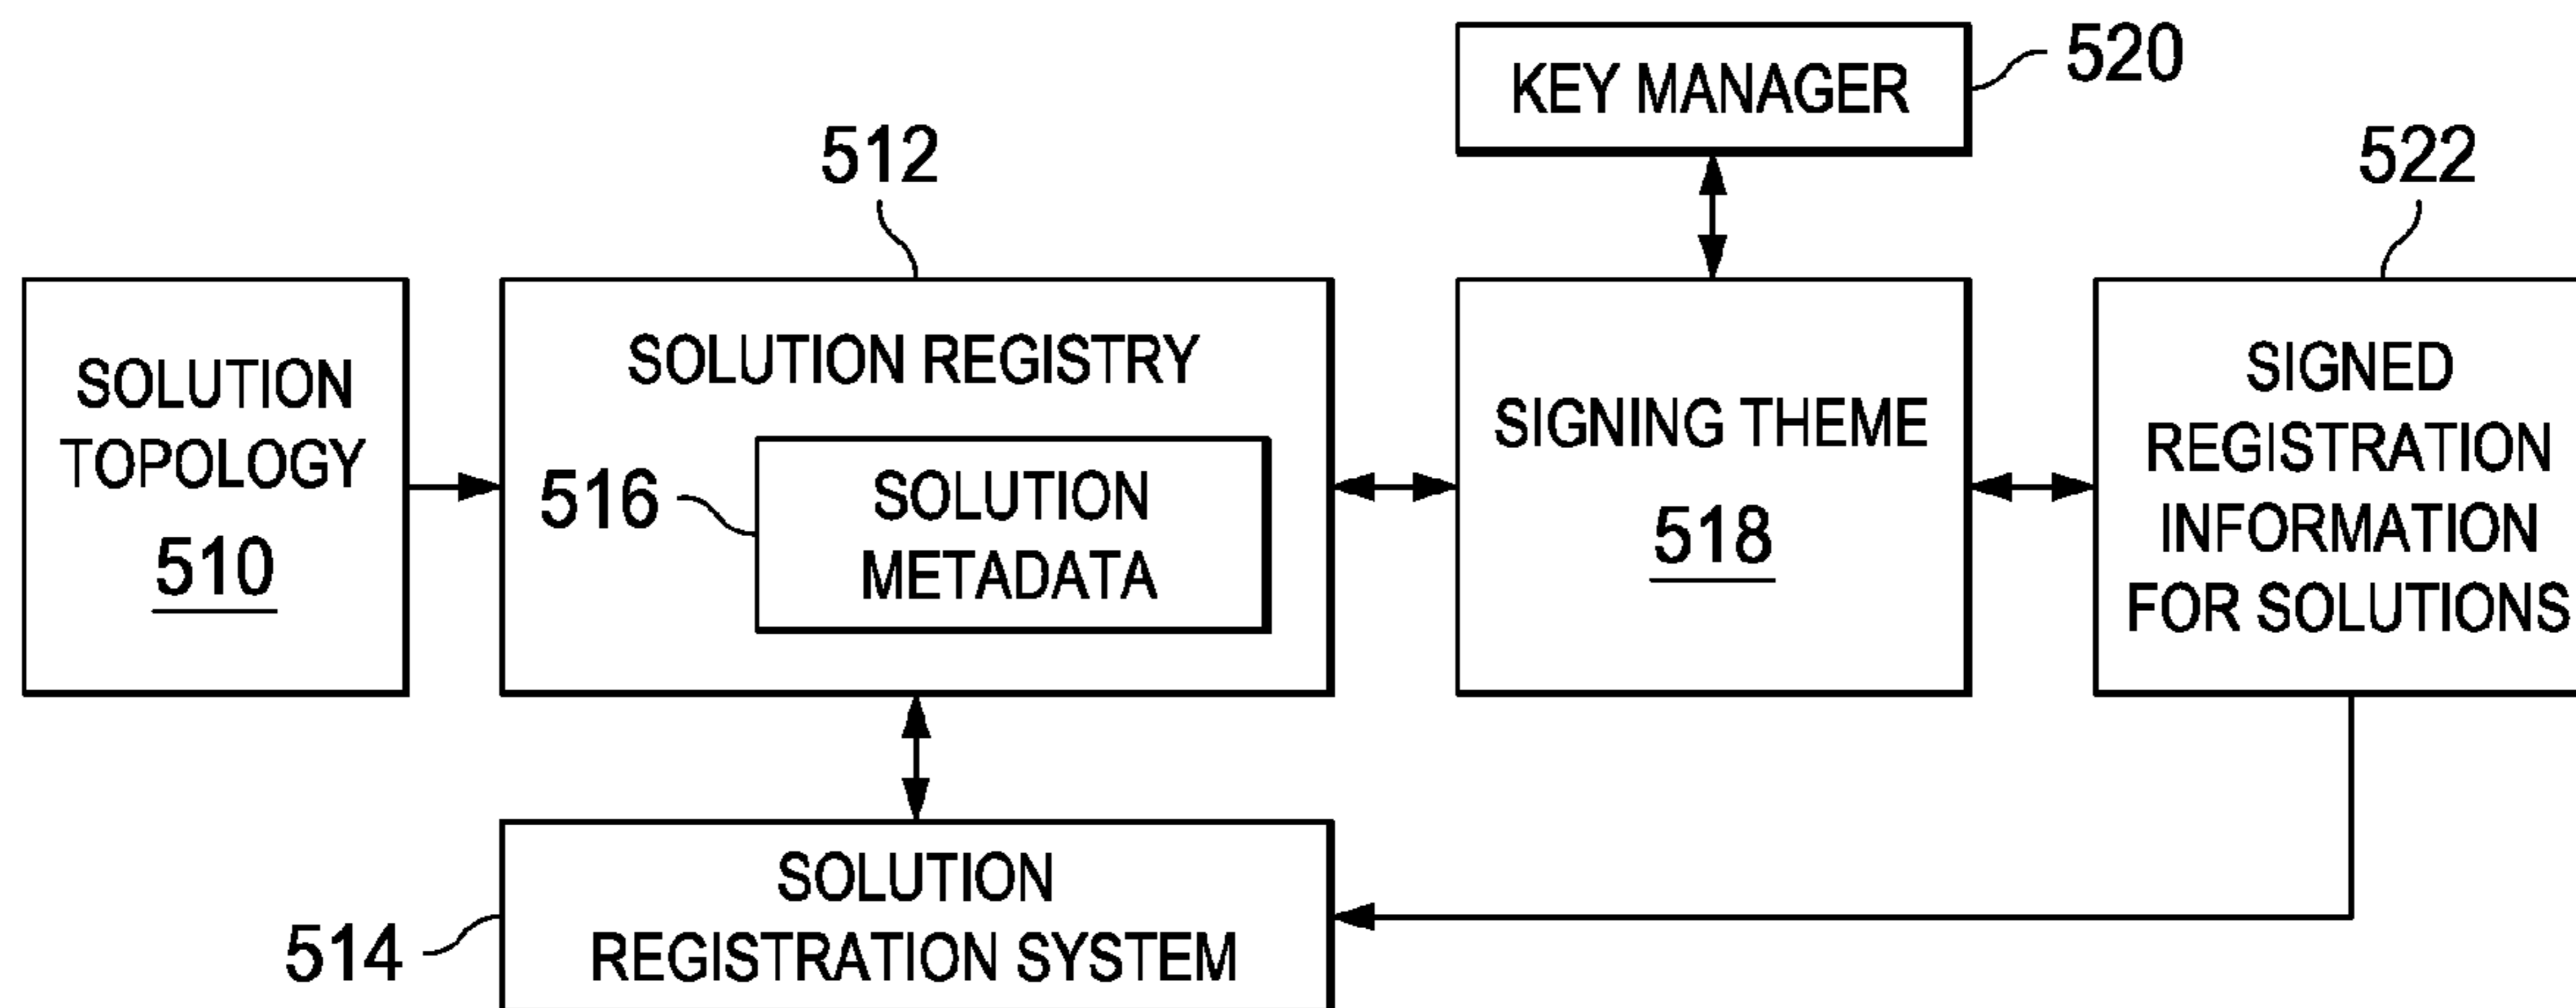 KEY MANAGER
520
512
522
SOLUTION
TOPOLOGY
510
SOLUTION REGISTRY
516
SOLUTION
METADATA
SIGNING THEME
518
SIGNED
REGISTRATION
INFORMATION
FOR SOLUTIONS
514
SOLUTION
REGISTRATION SYSTEM